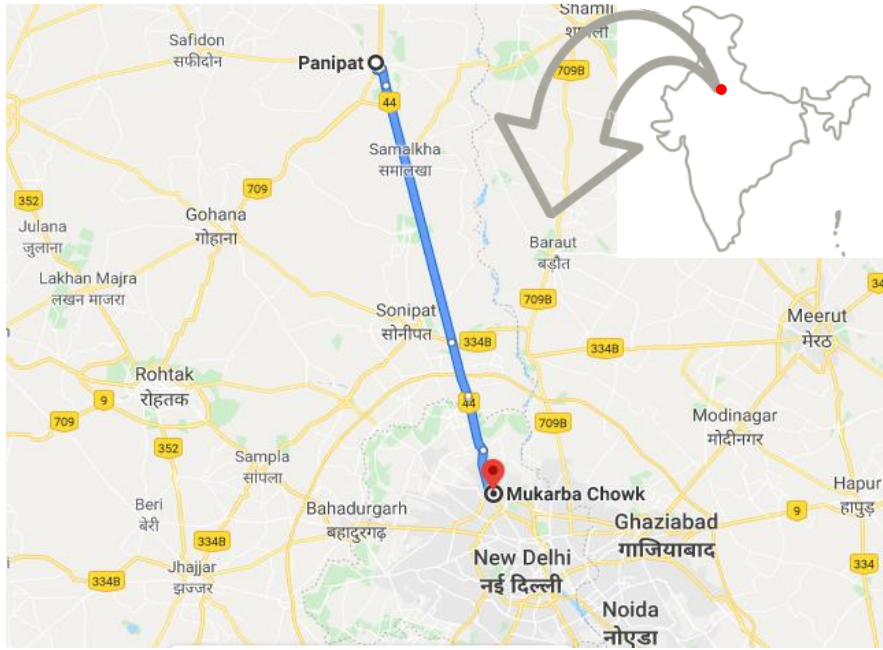 Shamli
शामली
Safidon
सफीदोन
Panipat
709B
44
Samalkha
समालखा
709
352
Gohana
गोहाना
Julana
जुलाना
Baraut
बड़ौत
Lakhan Majra
लखन माजरा
709B
34
Sonipat
सोनीपत
Meerut
मेरठ
334B
334B
Rohtak
रोहतक
9
44
709
709B
Modinagar
मोदीनगर
352
Sampla
सांपला
Hapur
हापुड़
Beri
बेरी
Bahadurgarh
बहादुरगढ़
Mukarba Chowk
9
Ghaziabad
गाजियाबाद
New Delhi
नई दिल्ली
Jhajjar
झज्जर
334B
334
Noida
नोएडा